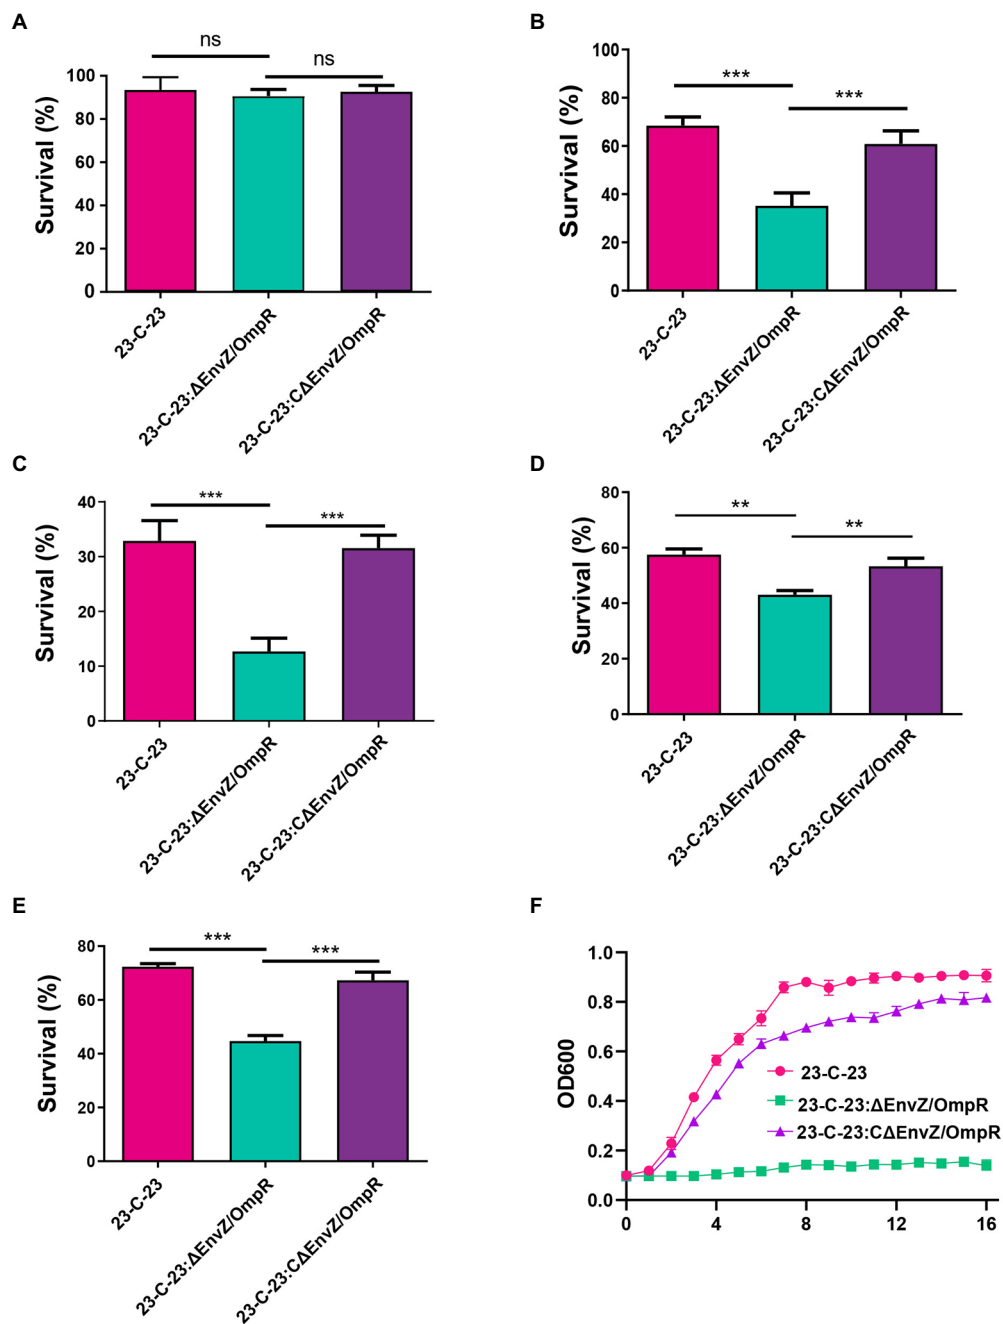 A
ns
ns
Survival (%)
100
80
60
40
20
0
23-C-23
23-C-23:ΔEnvZ/OmpR
23-C-23:CΔEnvZ/OmpR
B
***
***
Survival (%)
100
80
60
40
20
0
23-C-23
23-C-23:ΔEnvZ/OmpR
23-C-23:CΔEnvZ/OmpR
C
***
***
Survival (%)
40
30
20
10
0
23-C-23
23-C-23:ΔEnvZ/OmpR
23-C-23:CΔEnvZ/OmpR
D
**
**
Survival (%)
80
60
40
20
0
23-C-23
23-C-23:ΔEnvZ/OmpR
23-C-23:CΔEnvZ/OmpR
E
***
***
Survival (%)
80
60
40
20
0
23-C-23
23-C-23:ΔEnvZ/OmpR
23-C-23:CΔEnvZ/OmpR
F
OD600
1.0
0.8
0.6
0.4
0.2
0.0
23-C-23
23-C-23:ΔEnvZ/OmpR
23-C-23:CΔEnvZ/OmpR
0 4 8 12 16